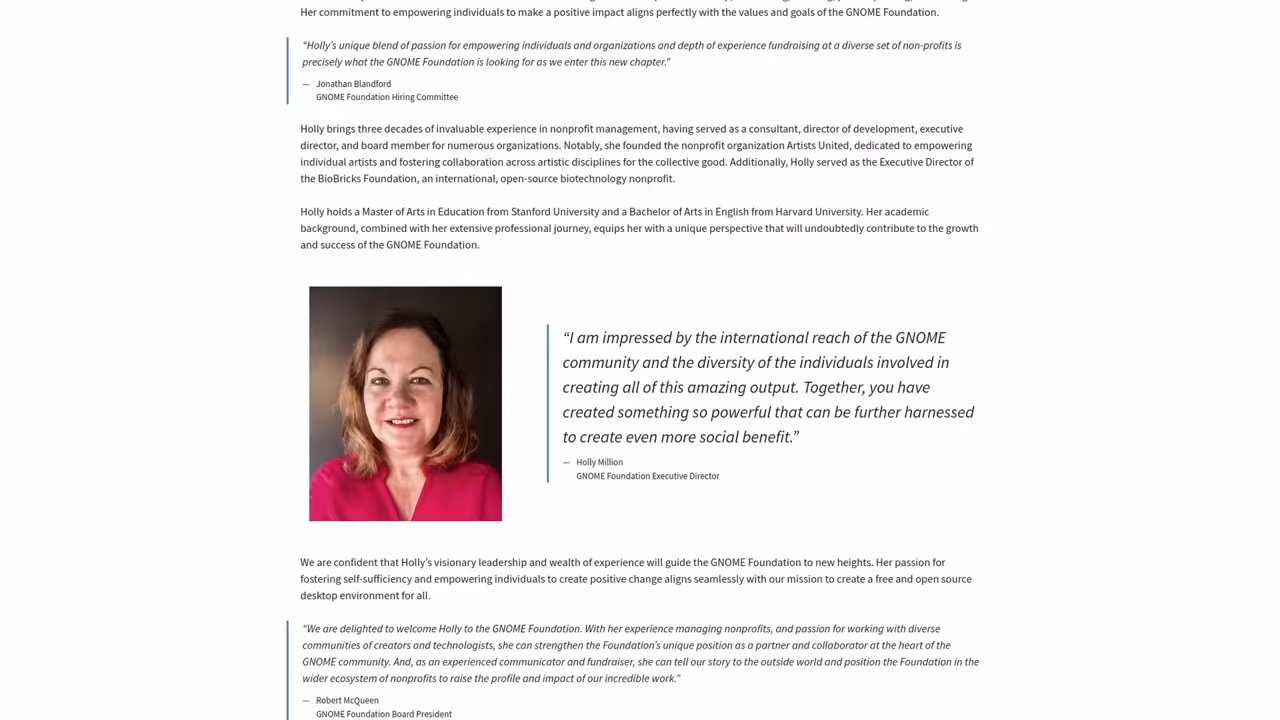 Her commitment to empowering individuals to make a positive impact aligns perfectly with the values and goals of the GNOME Foundation.
“Holly’s unique blend of passion for empowering individuals and organizations and depth of experience fundraising at a diverse set of non-profits is
precisely what the GNOME Foundation is looking for as we enter this new chapter.”
— Jonathan Blandford
GNOME Foundation Hiring Committee
Holly brings three decades of invaluable experience in nonprofit management, having served as a consultant, director of development, executive
director, and board member for numerous organizations. Notably, she founded the nonprofit organization Artists United, dedicated to empowering
individual artists and fostering collaboration across artistic disciplines for the collective good. Additionally, Holly served as the Executive Director of
the BioBricks Foundation, an international, open-source biotechnology nonprofit.
Holly holds a Master of Arts in Education from Stanford University and a Bachelor of Arts in English from Harvard University. Her academic
background, combined with her extensive professional journey, equips her with a unique perspective that will undoubtedly contribute to the growth
and success of the GNOME Foundation.
“I am impressed by the international reach of the GNOME
community and the diversity of the individuals involved in
creating all of this amazing output. Together, you have
created something so powerful that can be further harnessed
to create even more social benefit.”
— Holly Million
GNOME Foundation Executive Director
We are confident that Holly’s visionary leadership and wealth of experience will guide the GNOME Foundation to new heights. Her passion for
fostering self-sufficiency and empowering individuals to create positive change aligns seamlessly with our mission to create a free and open source
desktop environment for all.
“We are delighted to welcome Holly to the GNOME Foundation. With her experience managing nonprofits, and passion for working with diverse
communities of creators and technologists, she can strengthen the Foundation’s unique position as a partner and collaborator at the heart of the
GNOME community. And, as an experienced communicator and fundraiser, she can tell our story to the outside world and position the Foundation in the
wider ecosystem of nonprofits to raise the profile and impact of our incredible work.”
— Robert McQueen
GNOME Foundation Board President